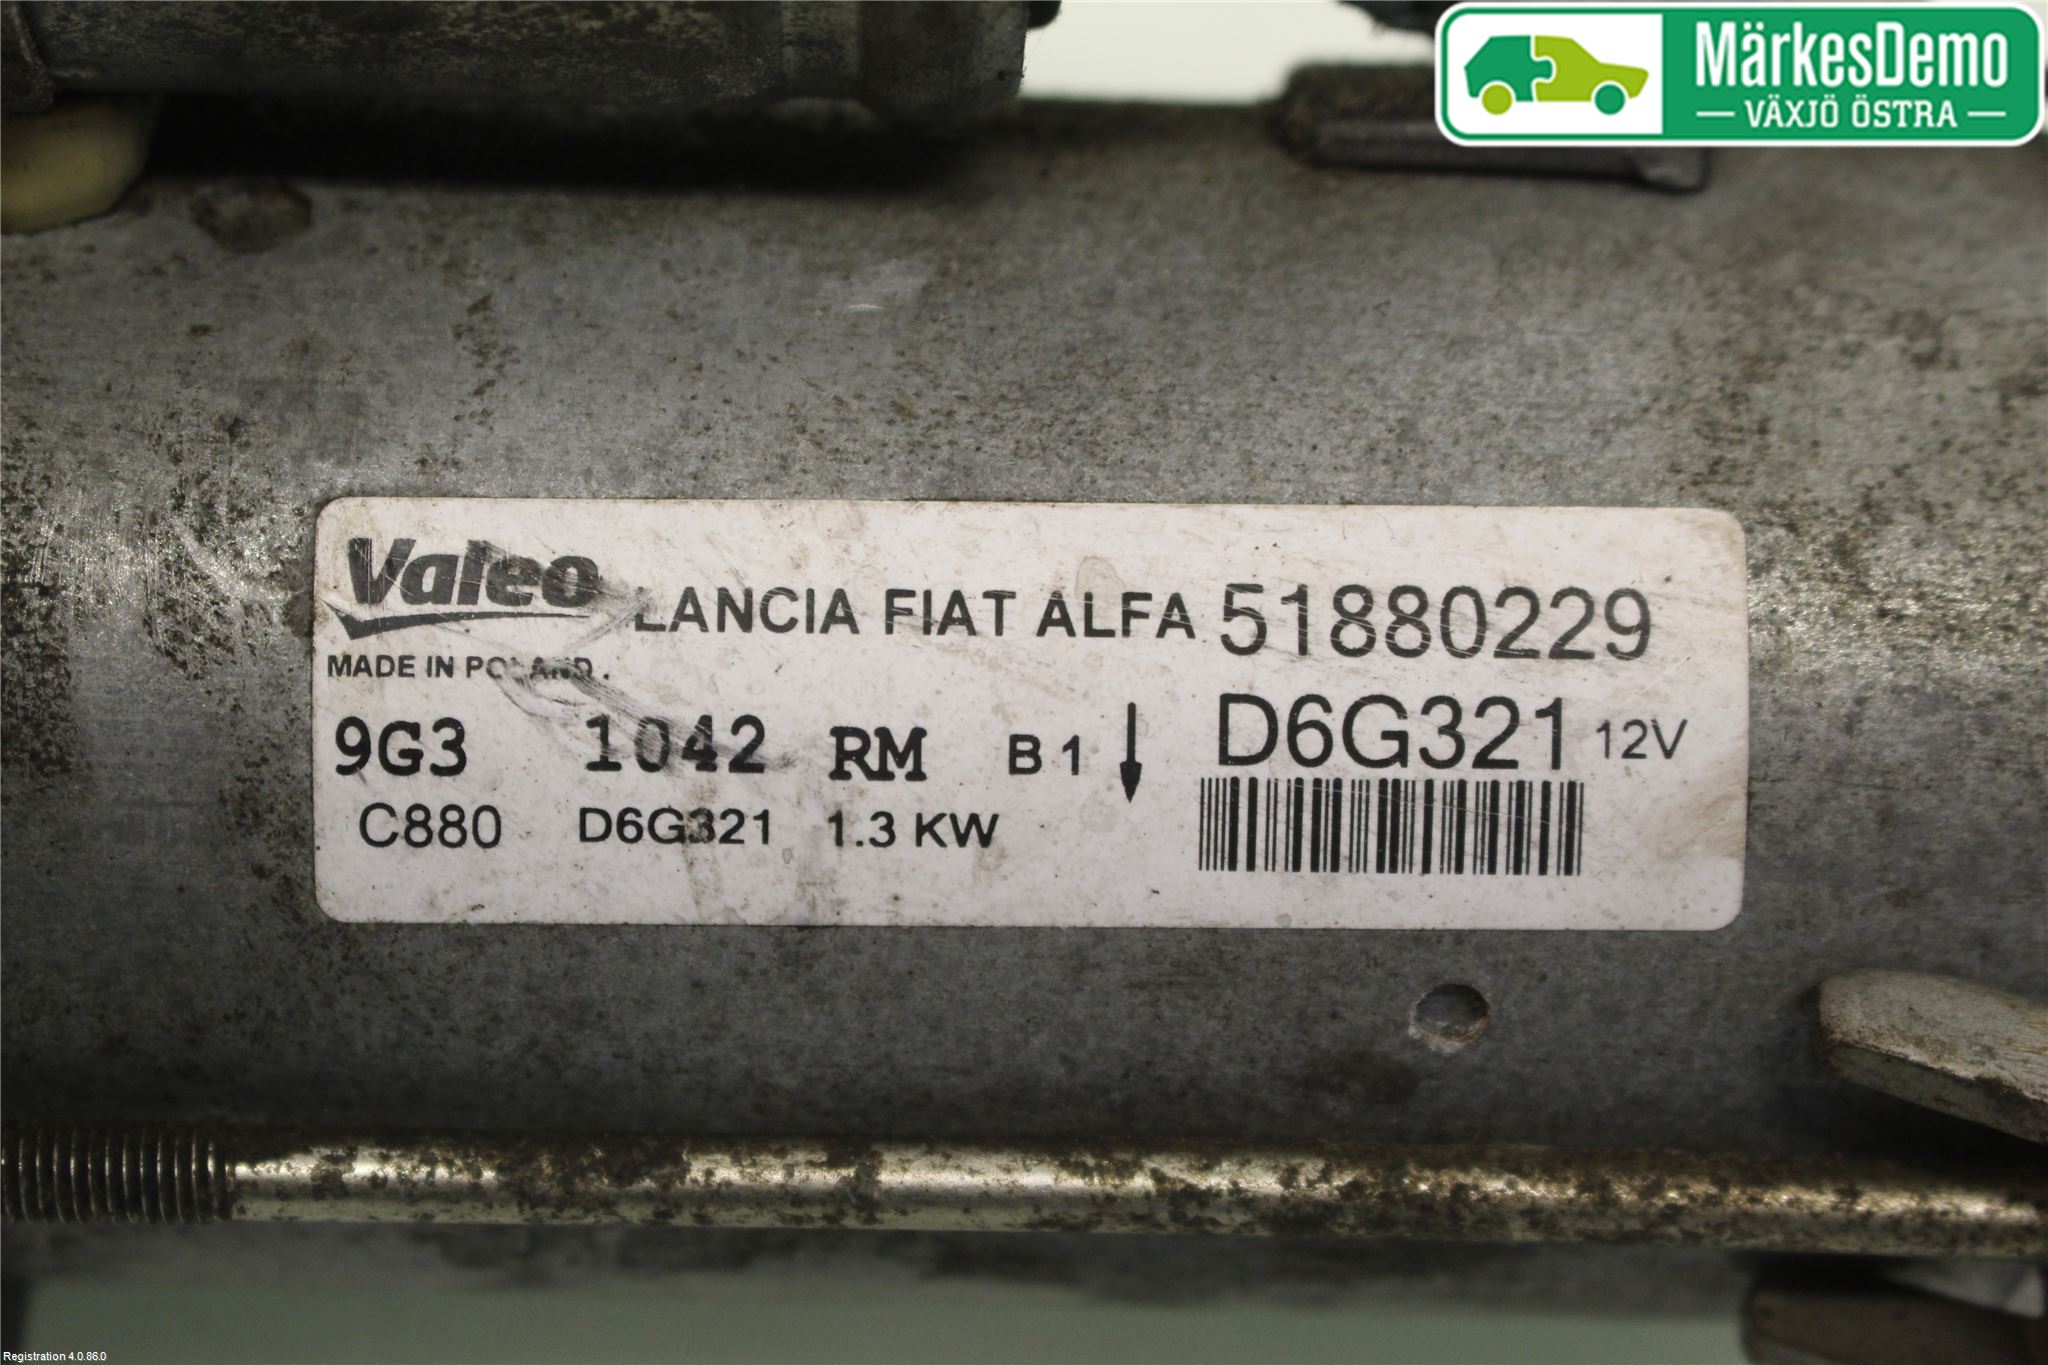 MärkesDemo
VÄXJÖ ÖSTRA
Valeo LANCIA FIAT ALFA 51880229
MADE IN POLAND.
9G3 1042 RM B 1 D6G321 12V
C880 D6G321 1.3 KW
Registration 4.0.86.0